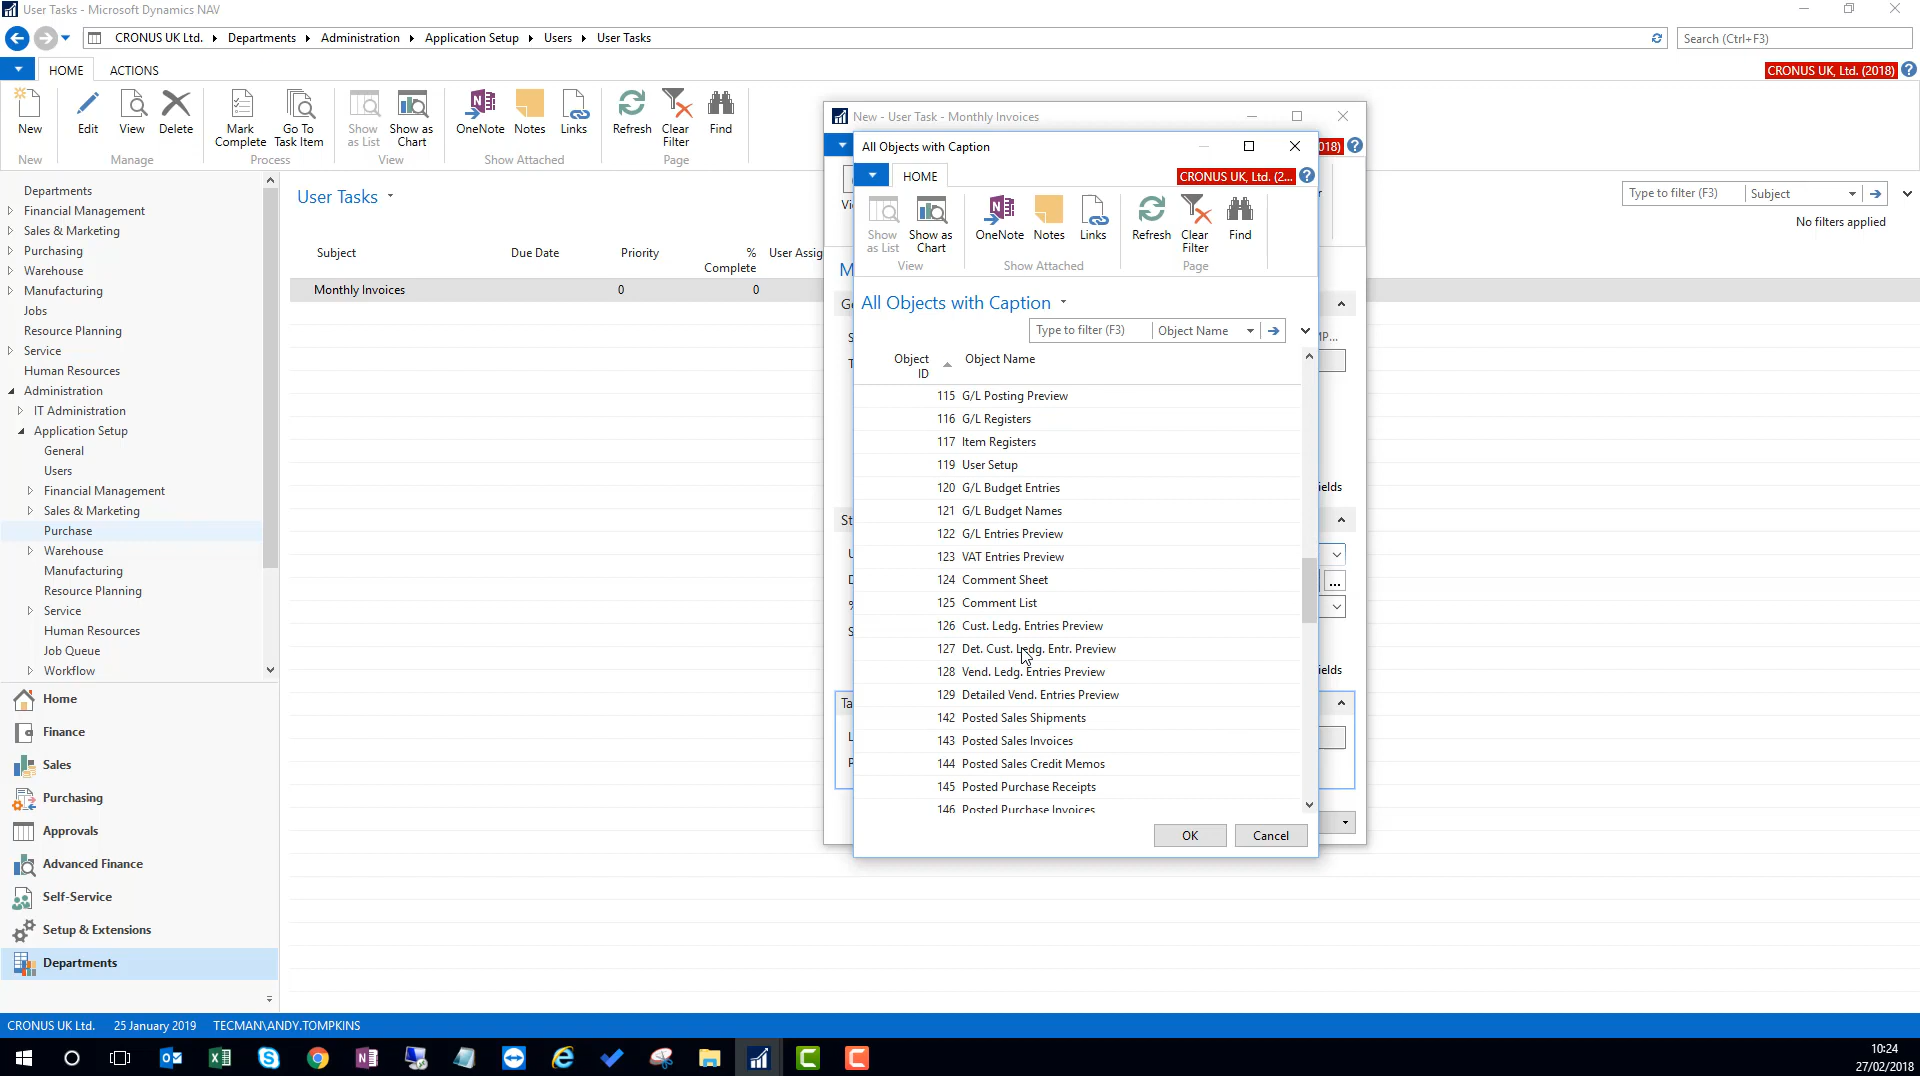 User Tasks - Microsoft Dynamics NAV
CRONUS UK Ltd. Departments Administration Application Setup Users User Tasks
Search (Ctrl+F3)
HOME ACTIONS
CRONUS UK, Ltd. (2018)
New Edit View Delete Mark Complete Go To Task Item Show as List Show as Chart OneNote Notes Links Refresh Clear Filter Find
New Manage Process View Show Attached Page
Departments
Financial Management
Sales & Marketing
Purchasing
Warehouse
Manufacturing
Jobs
Resource Planning
Service
Human Resources
Administration
IT Administration
Application Setup
General
Users
Financial Management
Sales & Marketing
Purchase
Warehouse
Manufacturing
Resource Planning
Service
Human Resources
Job Queue
Workflow
Home
Finance
Sales
Purchasing
Approvals
Advanced Finance
Self-Service
Setup & Extensions
Departments
User Tasks
Type to filter (F3) Subject
No filters applied
Subject Due Date Priority % Complete User Assig
Monthly Invoices 0 0
New - User Task - Monthly Invoices
018)
All Objects with Caption
HOME
CRONUS UK, Ltd. (2...
Show as List Show as Chart OneNote Notes Links Refresh Clear Filter Find
View Show Attached Page
All Objects with Caption
Type to filter (F3) Object Name
Object ID Object Name
115 G/L Posting Preview
116 G/L Registers
117 Item Registers
119 User Setup
120 G/L Budget Entries
121 G/L Budget Names
122 G/L Entries Preview
123 VAT Entries Preview
124 Comment Sheet
125 Comment List
126 Cust. Ledg. Entries Preview
127 Det. Cust. Ledg. Entr. Preview
128 Vend. Ledg. Entries Preview
129 Detailed Vend. Entries Preview
142 Posted Sales Shipments
143 Posted Sales Invoices
144 Posted Sales Credit Memos
145 Posted Purchase Receipts
146 Posted Purchase Invoices
OK Cancel
CRONUS UK Ltd. 25 January 2019 TECMAN\ANDY.TOMPKINS
10:24
27/02/2018